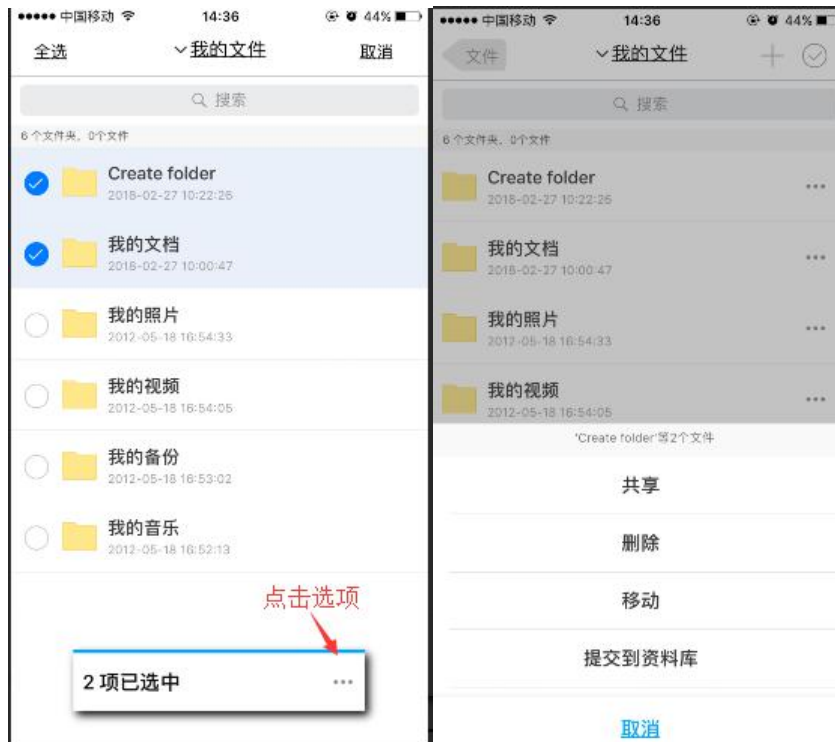 中国移动 14:36 44%
全选 我的文件 取消
搜索
6个文件夹，0个文件
Create folder
2018-02-27 10:22:26
我的文档
2018-02-27 10:00:47
我的照片
2012-05-18 16:54:33
我的视频
2012-05-18 16:54:05
我的备份
2012-05-18 16:53:02
我的音乐
2012-05-18 16:52:13
点击选项
2 项已选中
中国移动 14:36 44%
文件 我的文件
搜索
6个文件夹，0个文件
Create folder
2018-02-27 10:22:26
我的文档
2018-02-27 10:00:47
我的照片
2012-05-18 16:54:33
我的视频
2012-05-18 16:54:05
'Create folder'等2个文件
共享
删除
移动
提交到资料库
取消